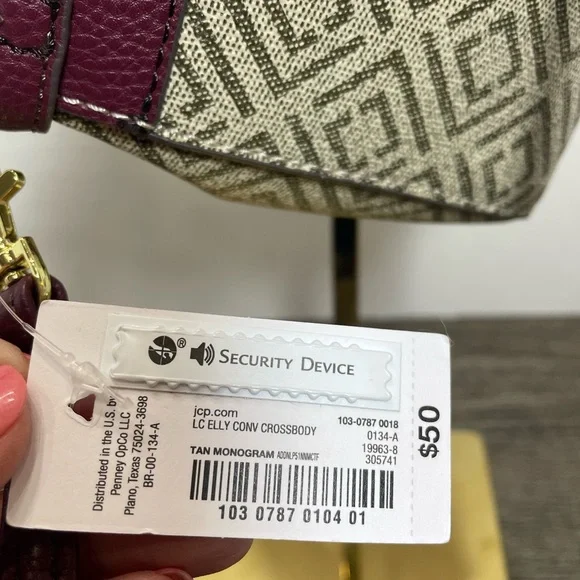 ® SECURITY DEVICE
jcp.com
LC ELLY CONV CROSSBODY
103-0787 0018
0134-A
19963-8
305741
TAN MONOGRAM ADDNLP51NNMCTF
103 0787 0104 01
$50
Distributed in the U.S. by
Penney OpCo LLC
Plano, Texas 75024-3698
BR-00-134-A